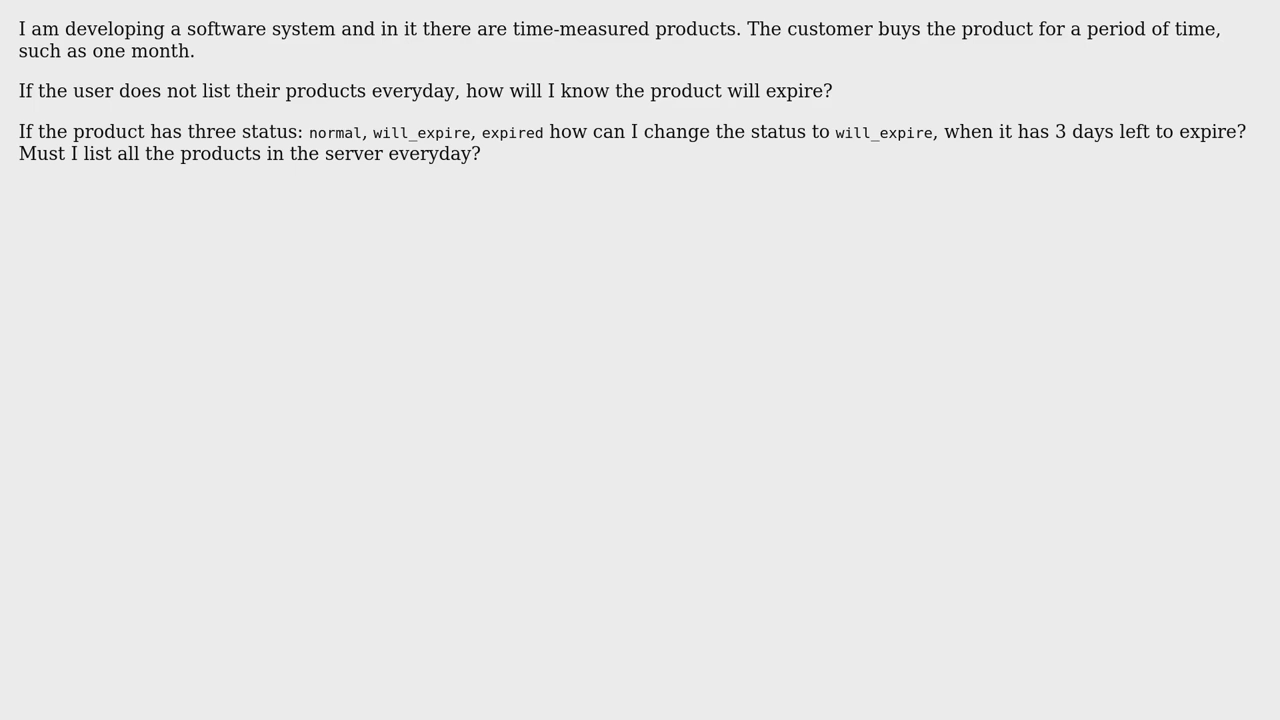 I am developing a software system and in it there are time-measured products. The customer buys the product for a period of time,
such as one month.
If the user does not list their products everyday, how will I know the product will expire?
If the product has three status: normal, will_expire, expired how can I change the status to will_expire, when it has 3 days left to expire?
Must I list all the products in the server everyday?